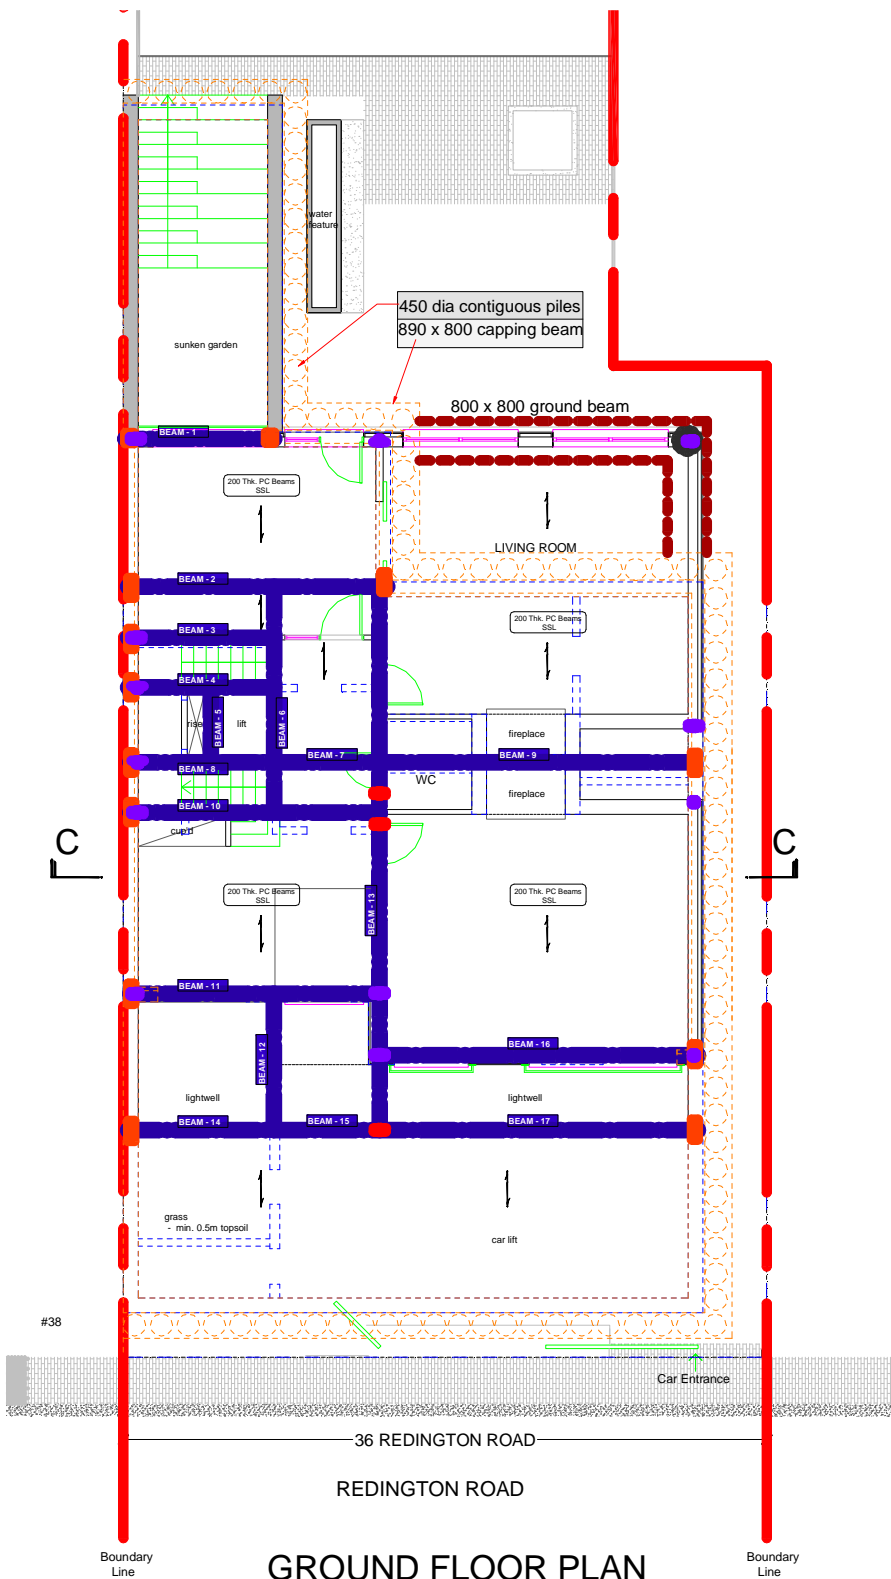 water
feature
450 dia contiguous piles
890 x 800 capping beam
sunken garden
800 x 800 ground beam
BEAM - 1
200 Thk. PC Beams
SSL
LIVING ROOM
BEAM - 2
200 Thk. PC Beams
SSL
BEAM - 3
BEAM - 4
BEAM - 5
BEAM - 6
rise
lift
fireplace
BEAM - 7
BEAM - 9
BEAM - 8
WC
fireplace
BEAM - 10
cup'd
C
C
200 Thk. PC Beams
SSL
200 Thk. PC Beams
SSL
BEAM - 13
BEAM - 11
BEAM - 12
BEAM - 16
lightwell
lightwell
BEAM - 14
BEAM - 15
BEAM - 17
grass
- min. 0.5m topsoil
car lift
#38
Car Entrance
36 REDINGTON ROAD
REDINGTON ROAD
Boundary
Line
GROUND FLOOR PLAN
Boundary
Line